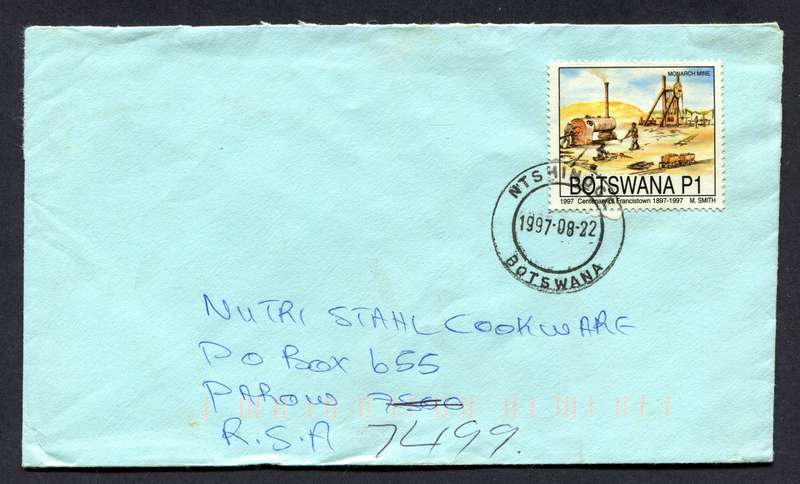 MONARCH MINE
BOTSWANA P1
1997 Centenary of Francistown 1897-1997 M. SMITH
1997-08-22
BOTSWANA
NUTRI STAHL COOKWARE
PO BOX 655
PAROW 7500
R.S.A 7499.